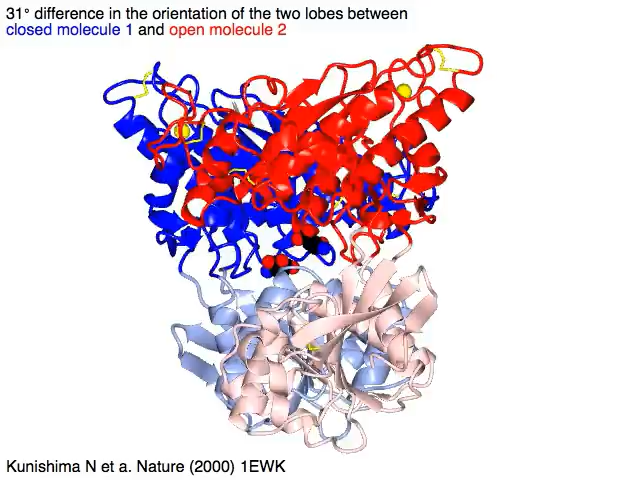 31° difference in the orientation of the two lobes between
closed molecule 1 and open molecule 2
Kunishima N et a. Nature (2000) 1EWK